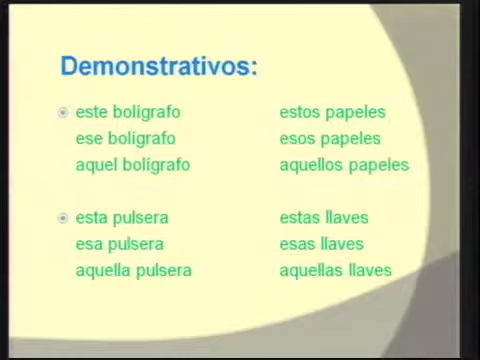 Demonstrativos:
este bolígrafo estos papeles
ese bolígrafo esos papeles
aquel bolígrafo aquellos papeles
esta pulsera estas llaves
esa pulsera esas llaves
aquella pulsera aquellas llaves